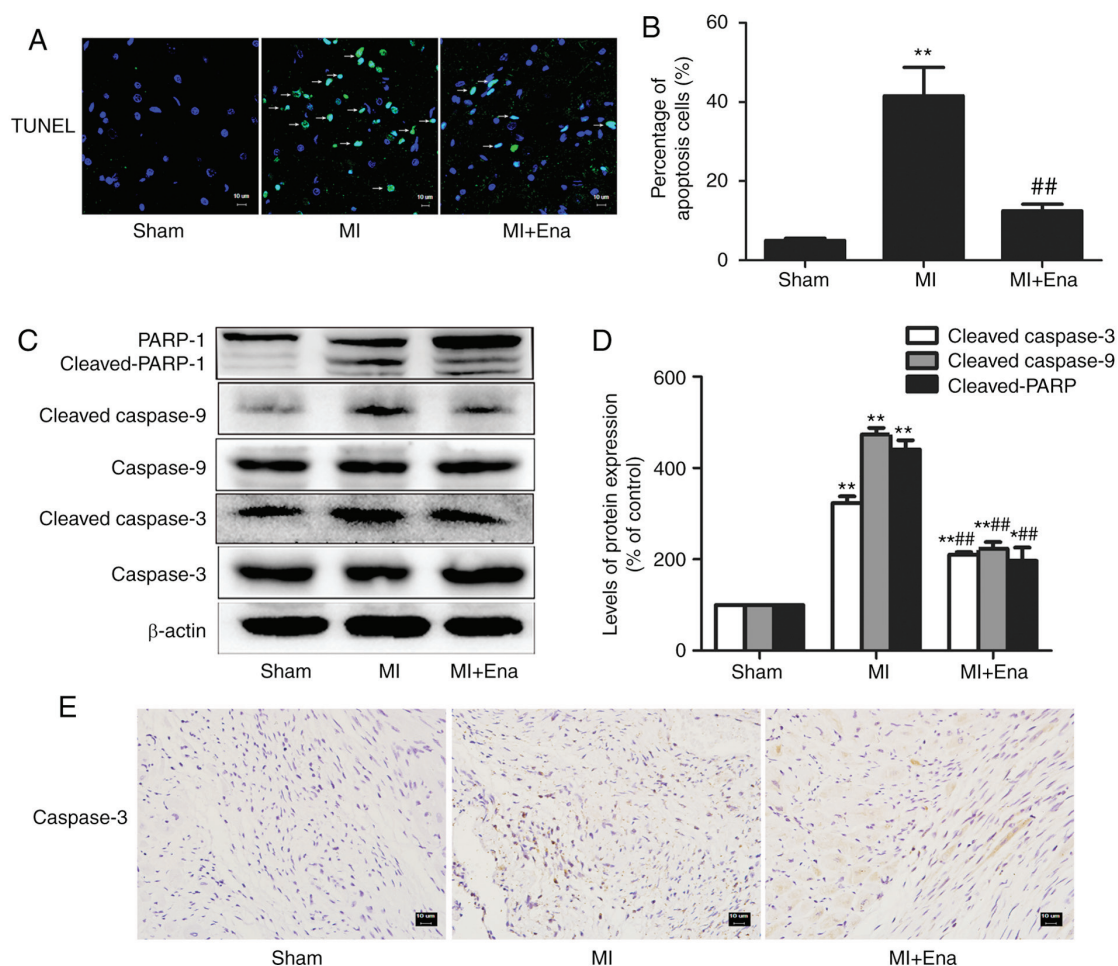 A
TUNEL
10 um
10 um
10 um
Sham
MI
MI+Ena
B
Percentage of
apoptosis cells (%)
60
40
20
0
**
##
Sham
MI
MI+Ena
C
PARP-1
Cleaved-PARP-1
Cleaved caspase-9
Caspase-9
Cleaved caspase-3
Caspase-3
β-actin
Sham
MI
MI+Ena
D
Cleaved caspase-3
Cleaved caspase-9
Cleaved-PARP
Levels of protein expression
(% of control)
600
400
200
0
**
**
**
**##
**##
*##
Sham
MI
MI+Ena
E
Caspase-3
10 um
10 um
10 um
Sham
MI
MI+Ena